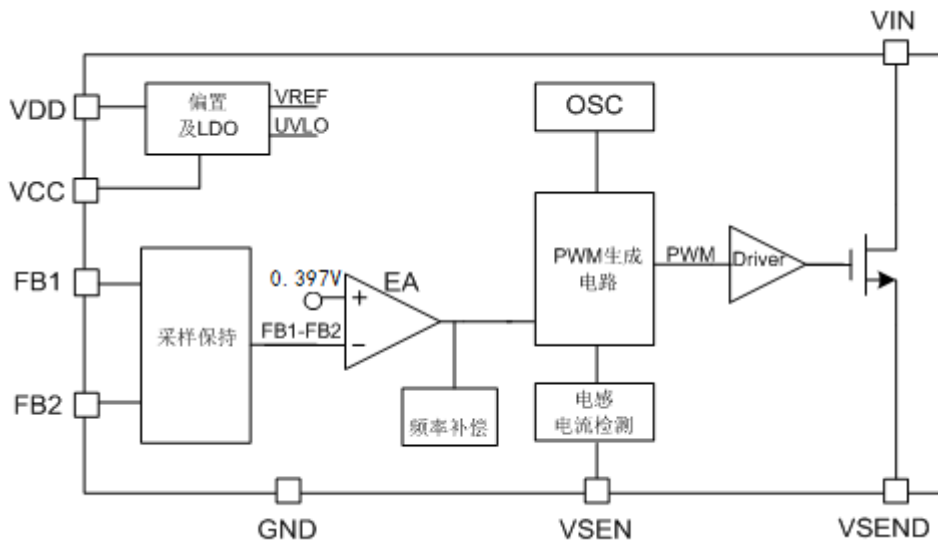 VIN
VDD
偏置
及LDO
VREF
UVLO
OSC
VCC
FB1
采样保持
0.397V
EA
+
FB1-FB2
−
PWM生成
电路
PWM
Driver
FB2
频率补偿
电感
电流检测
GND
VSEN
VSEND